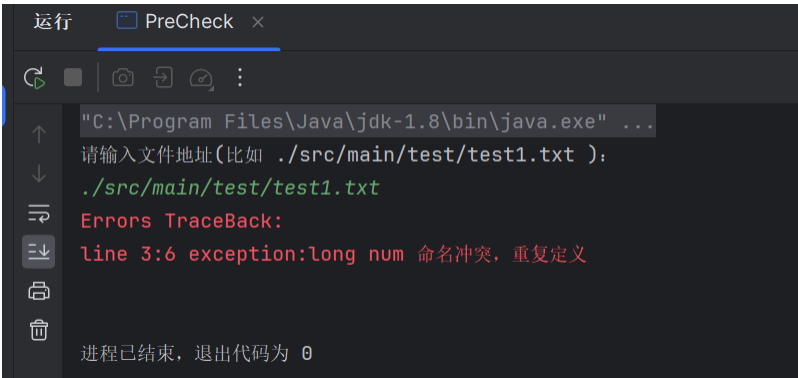 运行 PreCheck
"C:\Program Files\Java\jdk-1.8\bin\java.exe" ...
请输入文件地址(比如 ./src/main/test/test1.txt ):
./src/main/test/test1.txt
Errors TraceBack:
line 3:6 exception:long num 命名冲突，重复定义
进程已结束，退出代码为 0